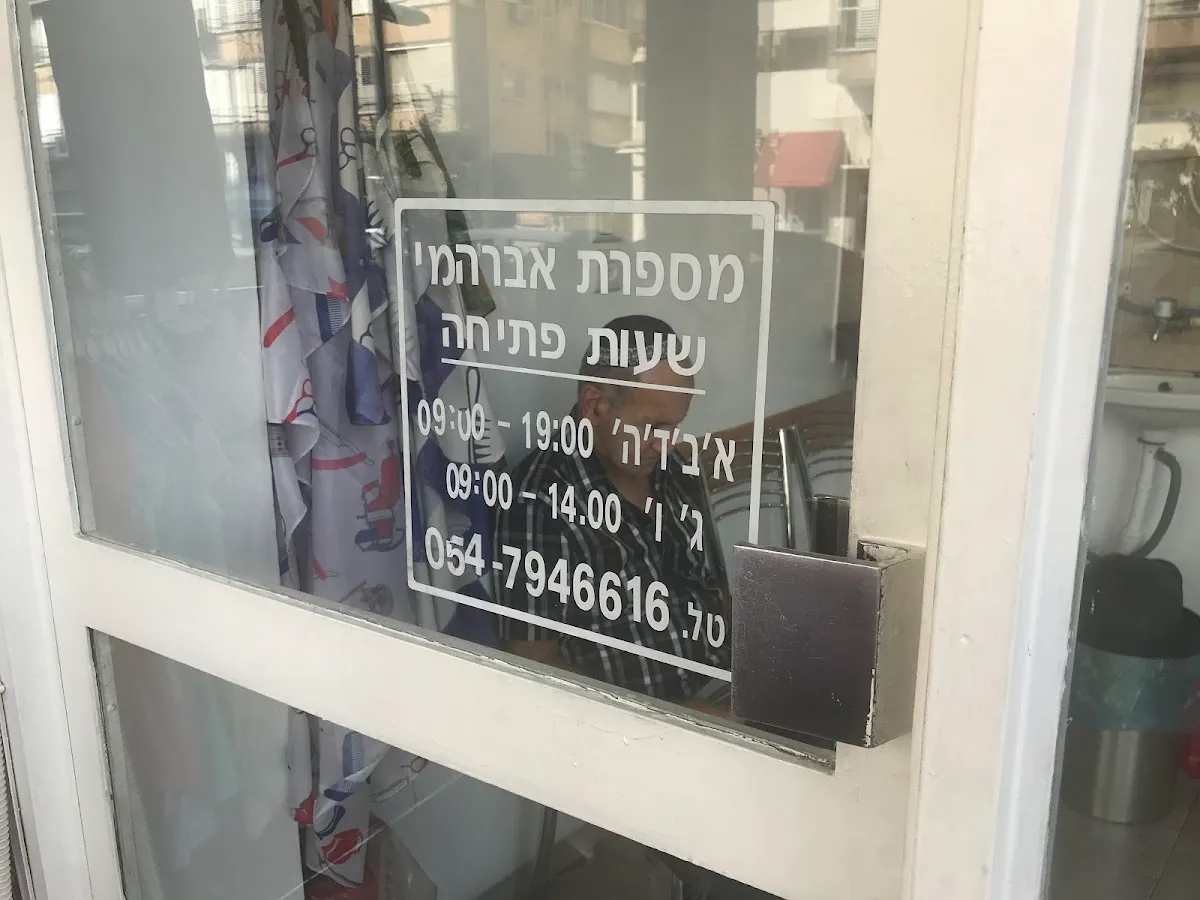 מספרת אברהמי
שעות פתיחה
א'ב'ד'ה' 19:00 - 09:00
ג' ו' 14.00 - 09:00
טל. 054-7946616